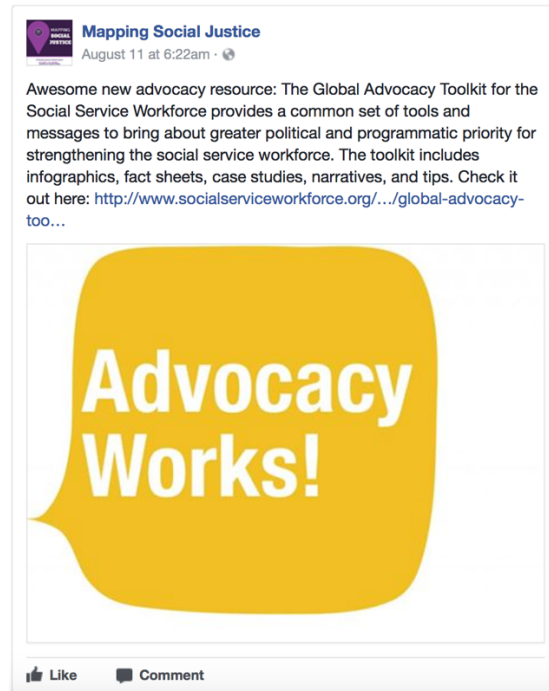 MAPPING
SOCIAL
JUSTICE
Mapping Social Justice
August 11 at 6:22am ·
Awesome new advocacy resource: The Global Advocacy Toolkit for the
Social Service Workforce provides a common set of tools and
messages to bring about greater political and programmatic priority for
strengthening the social service workforce. The toolkit includes
infographics, fact sheets, case studies, narratives, and tips. Check it
out here: http://www.socialserviceworkforce.org/.../global-advocacy-
too...
Advocacy
Works!
Like Comment